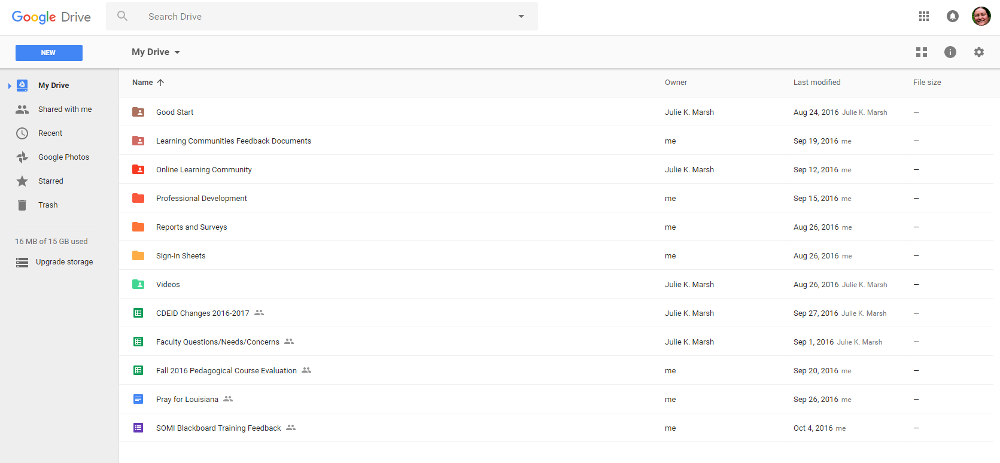 Google Drive
Search Drive
NEW
My Drive
My Drive
Shared with me
Recent
Google Photos
Starred
Trash
16 MB of 15 GB used
Upgrade storage
Name Owner Last modified File size
Good Start Julie K. Marsh Aug 24, 2016 Julie K. Marsh —
Learning Communities Feedback Documents me Sep 19, 2016 me —
Online Learning Community Julie K. Marsh Sep 12, 2016 me —
Professional Development me Sep 15, 2016 me —
Reports and Surveys me Aug 26, 2016 me —
Sign-In Sheets me Aug 26, 2016 me —
Videos Julie K. Marsh Aug 26, 2016 Julie K. Marsh —
CDEID Changes 2016-2017 Julie K. Marsh Sep 27, 2016 Julie K. Marsh —
Faculty Questions/Needs/Concerns Julie K. Marsh Sep 1, 2016 Julie K. Marsh —
Fall 2016 Pedagogical Course Evaluation me Sep 20, 2016 me —
Pray for Louisiana me Sep 26, 2016 me —
SOMI Blackboard Training Feedback me Oct 4, 2016 me —